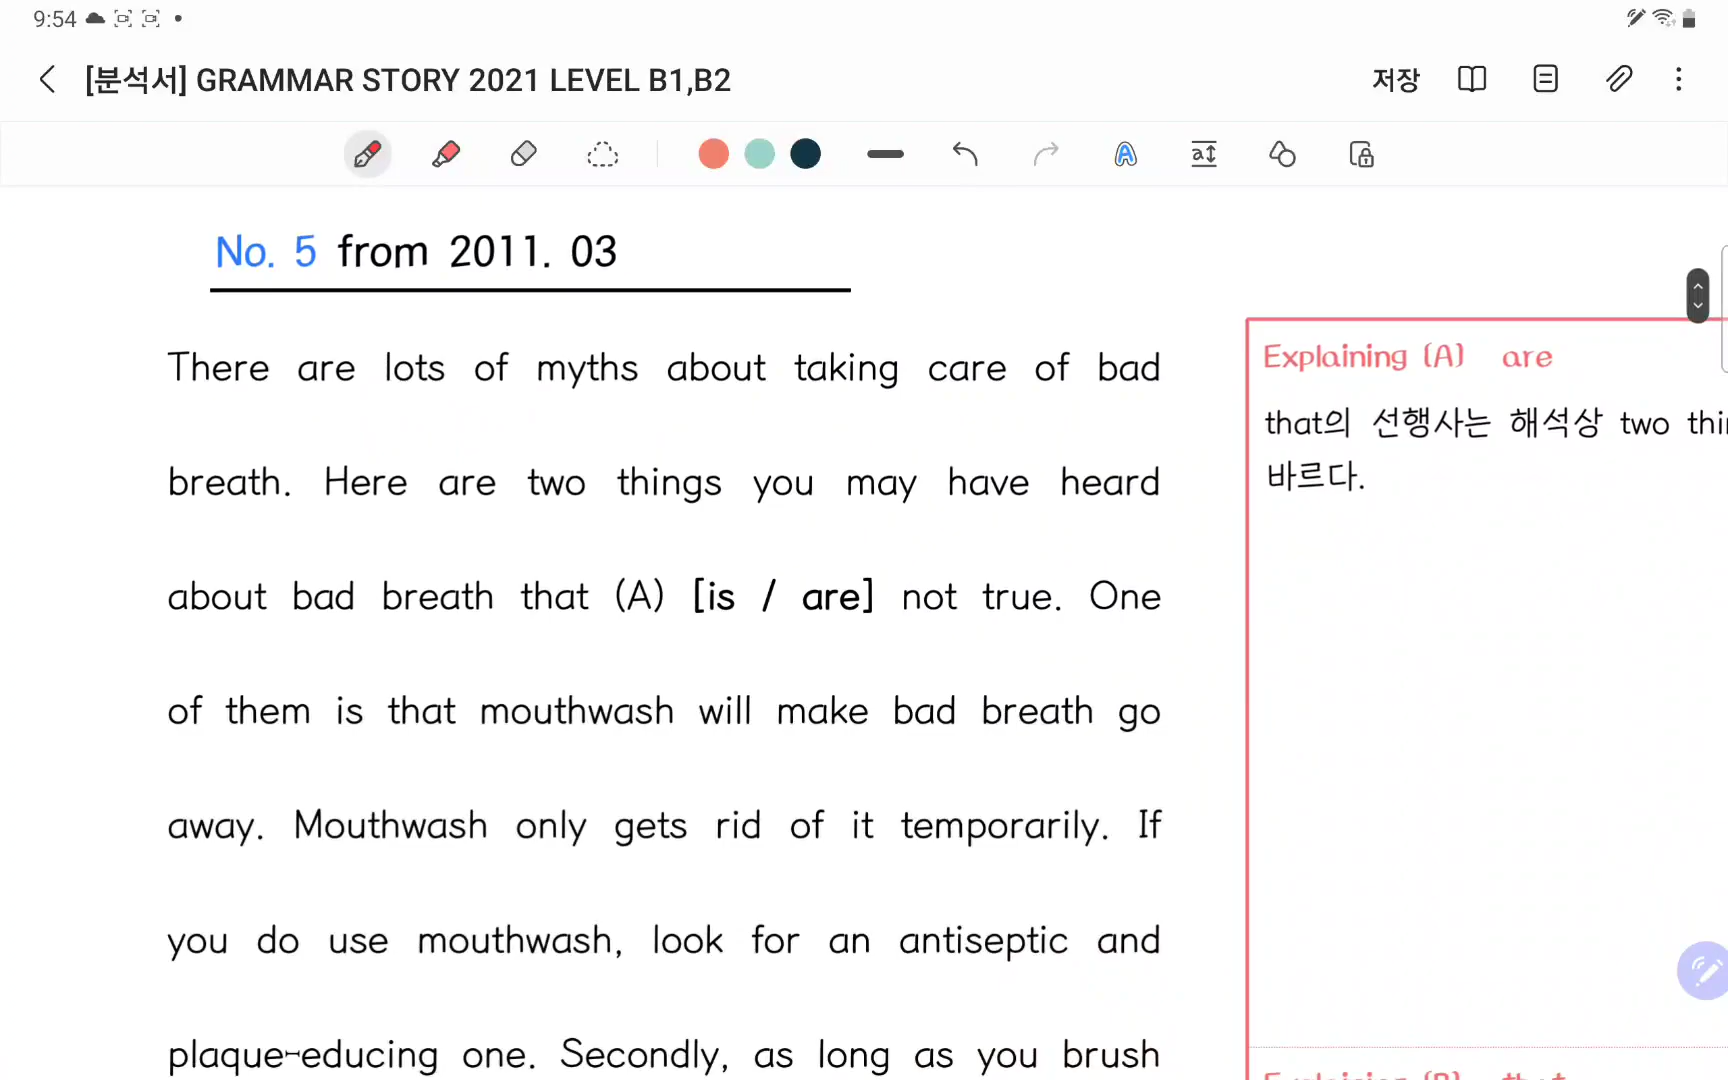 9:54
[분석서] GRAMMAR STORY 2021 LEVEL B1,B2
저장
No. 5 from 2011. 03
There are lots of myths about taking care of bad
breath. Here are two things you may have heard
about bad breath that (A) [is / are] not true. One
of them is that mouthwash will make bad breath go
away. Mouthwash only gets rid of it temporarily. If
you do use mouthwash, look for an antiseptic and
plaque-educing one. Secondly, as long as you brush
Explaining (A) are
that의 선행사는 해석상 two
바르다.